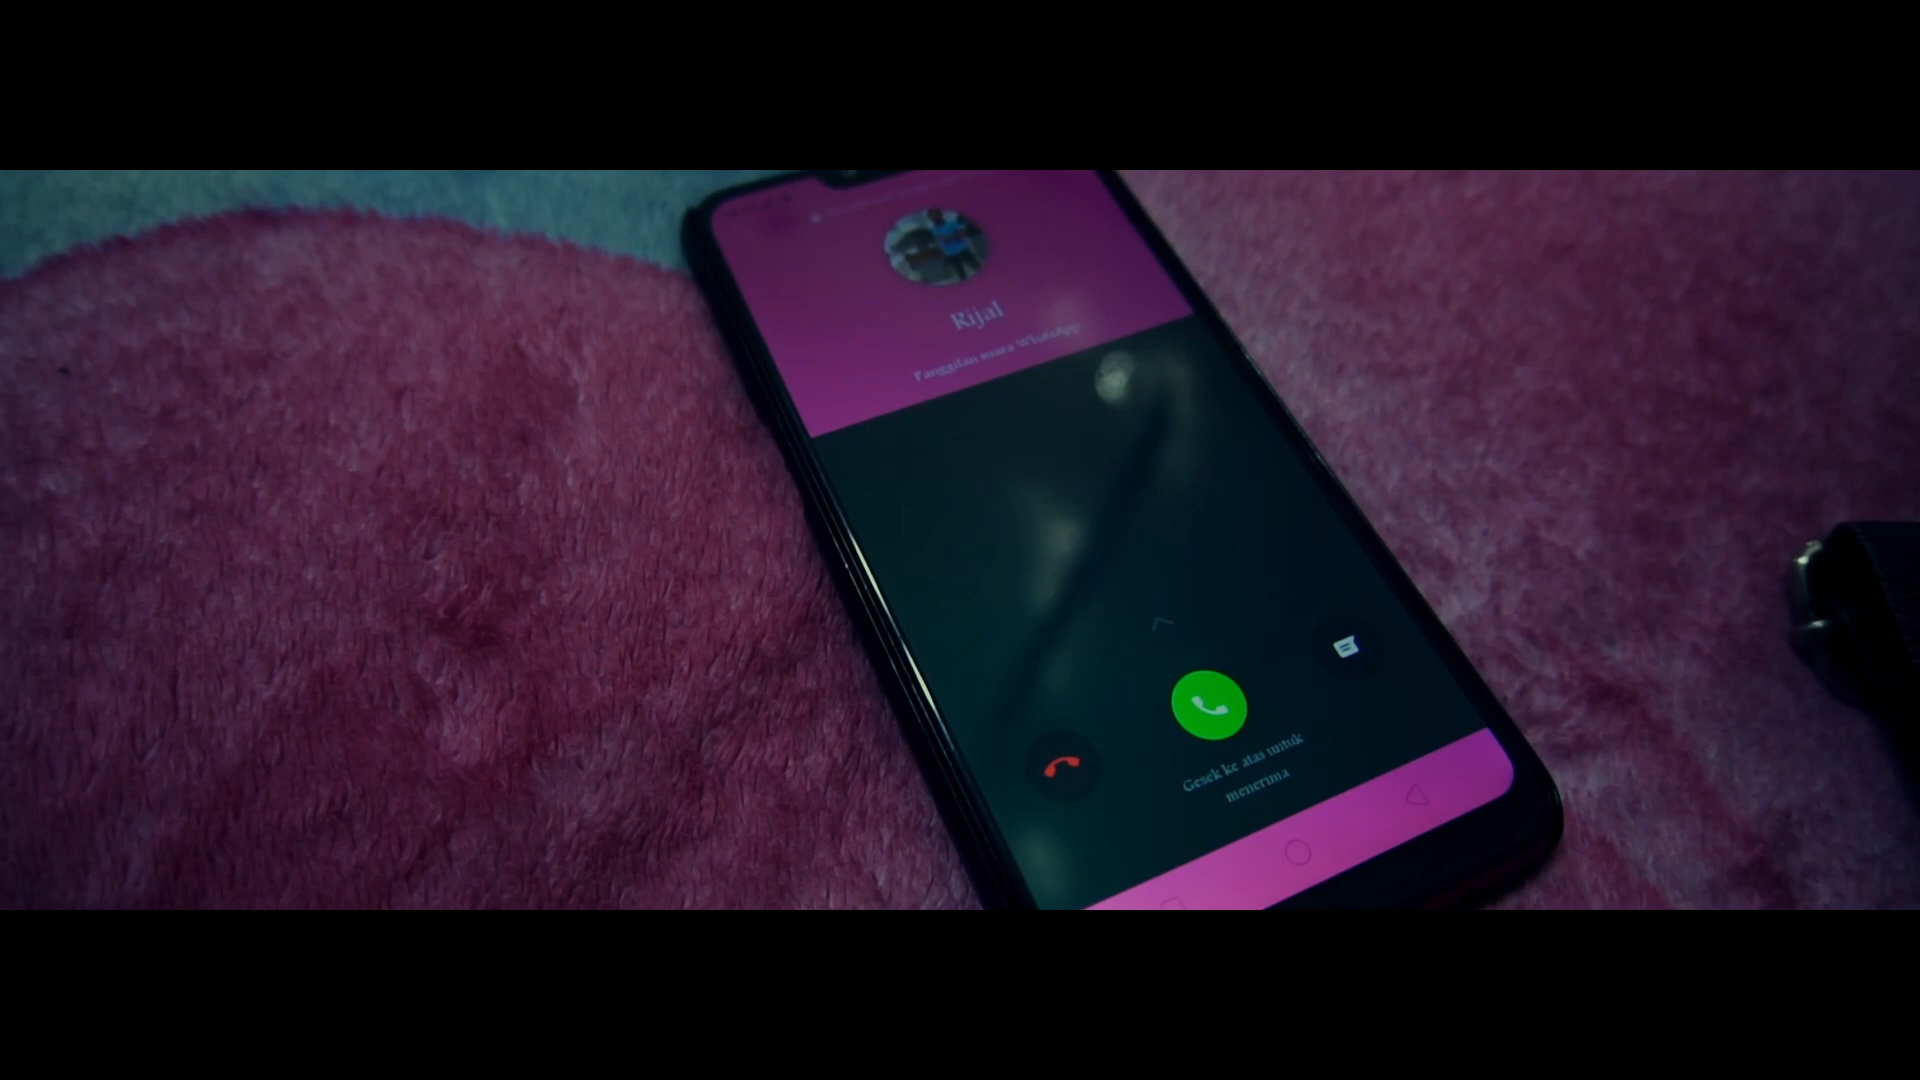 Rijal
Panggilan suara WhatsApp
Gesek ke atas untuk
menerima